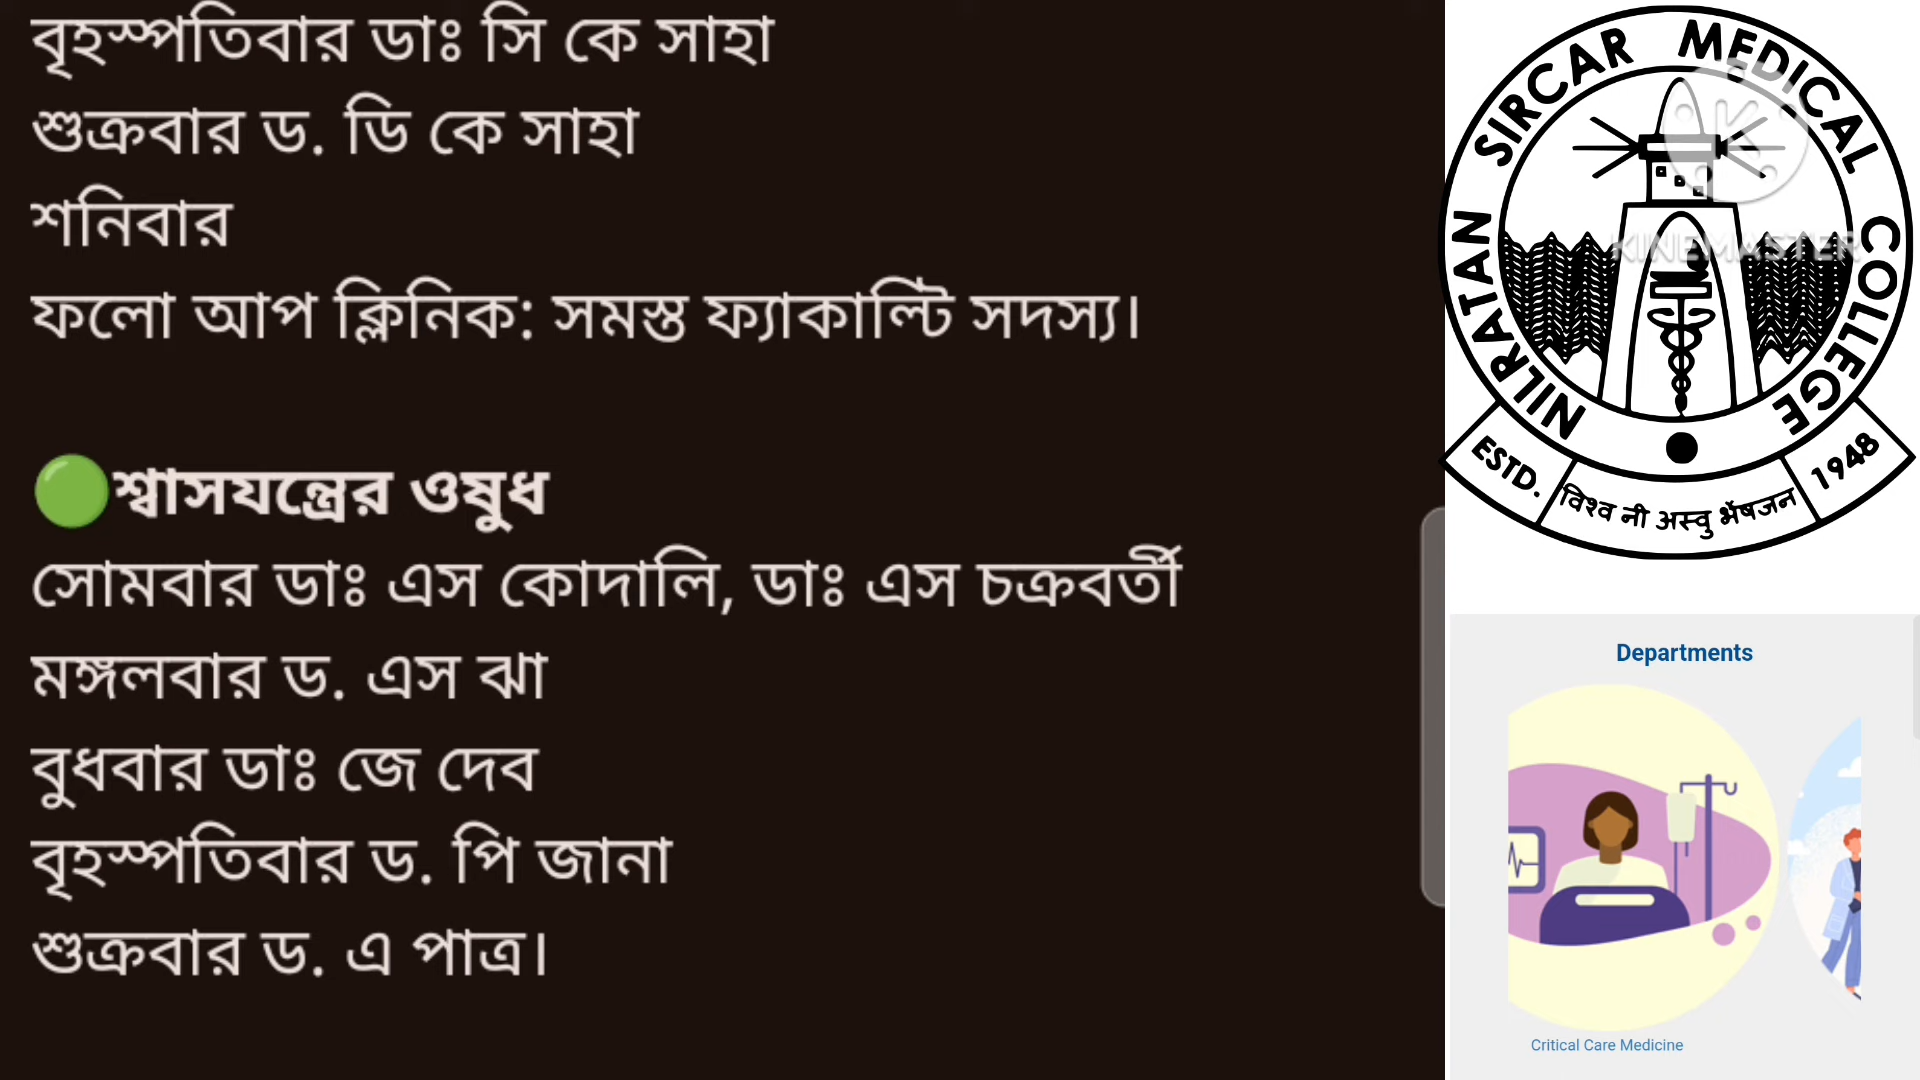 বৃহস্পতিবার ডাঃ সি কে সাহা
শুক্রবার ড. ডি কে সাহা
শনিবার
ফলো আপ ক্লিনিক: সমস্ত ফ্যাকাল্টি সদস্য।
শ্বাসযন্ত্রের ওষুধ
সোমবার ডাঃ এস কোদালি, ডাঃ এস চক্রবর্তী
মঙ্গলবার ড. এস ঝা
বুধবার ডাঃ জে দেব
বৃহস্পতিবার ড. পি জানা
শুক্রবার ড. এ পাত্র।
NILRATAN SIRCAR MEDICAL COLLEGE
KINEMASTER
ESTD. 1948
विश्व नी अस्वु भेंषजन
Departments
Critical Care Medicine